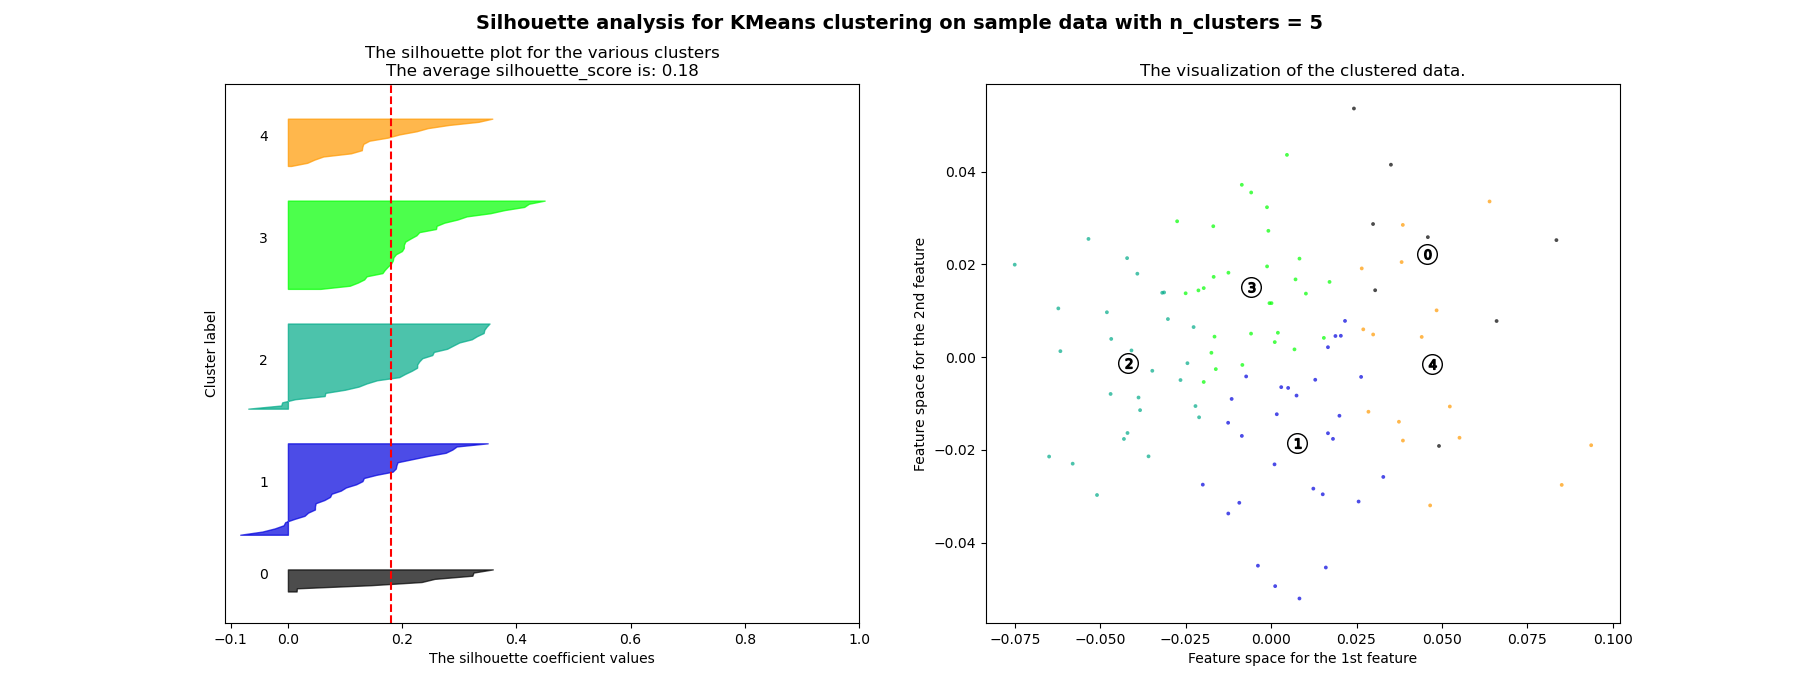 Silhouette analysis for KMeans clustering on sample data with n_clusters = 5
The silhouette plot for the various clusters
The average silhouette_score is: 0.18
Cluster label
4
3
2
1
0
−0.1 0.0 0.2 0.4 0.6 0.8 1.0
The silhouette coefficient values
The visualization of the clustered data.
Feature space for the 2nd feature
0.04
0.02
0.00
−0.02
−0.04
0
3
2
4
1
−0.075 −0.050 −0.025 0.000 0.025 0.050 0.075 0.100
Feature space for the 1st feature